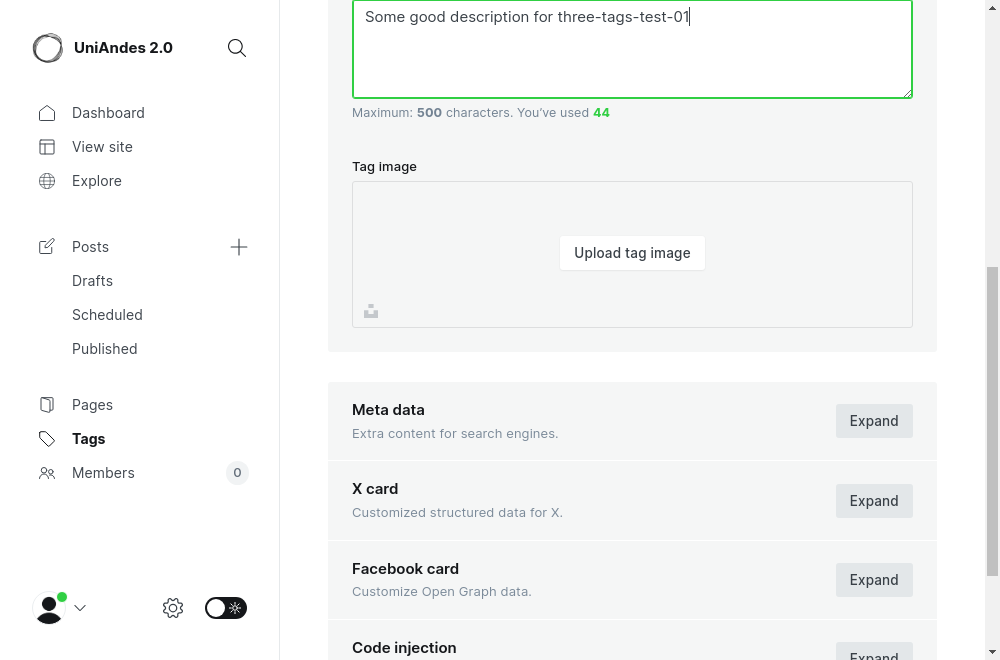 UniAndes 2.0
Dashboard
View site
Explore
Posts
Drafts
Scheduled
Published
Pages
Tags
Members
0
Some good description for three-tags-test-01
Maximum: 500 characters. You’ve used 44
Tag image
Upload tag image
Meta data
Extra content for search engines.
Expand
X card
Customized structured data for X.
Expand
Facebook card
Customize Open Graph data.
Expand
Code injection
Expand